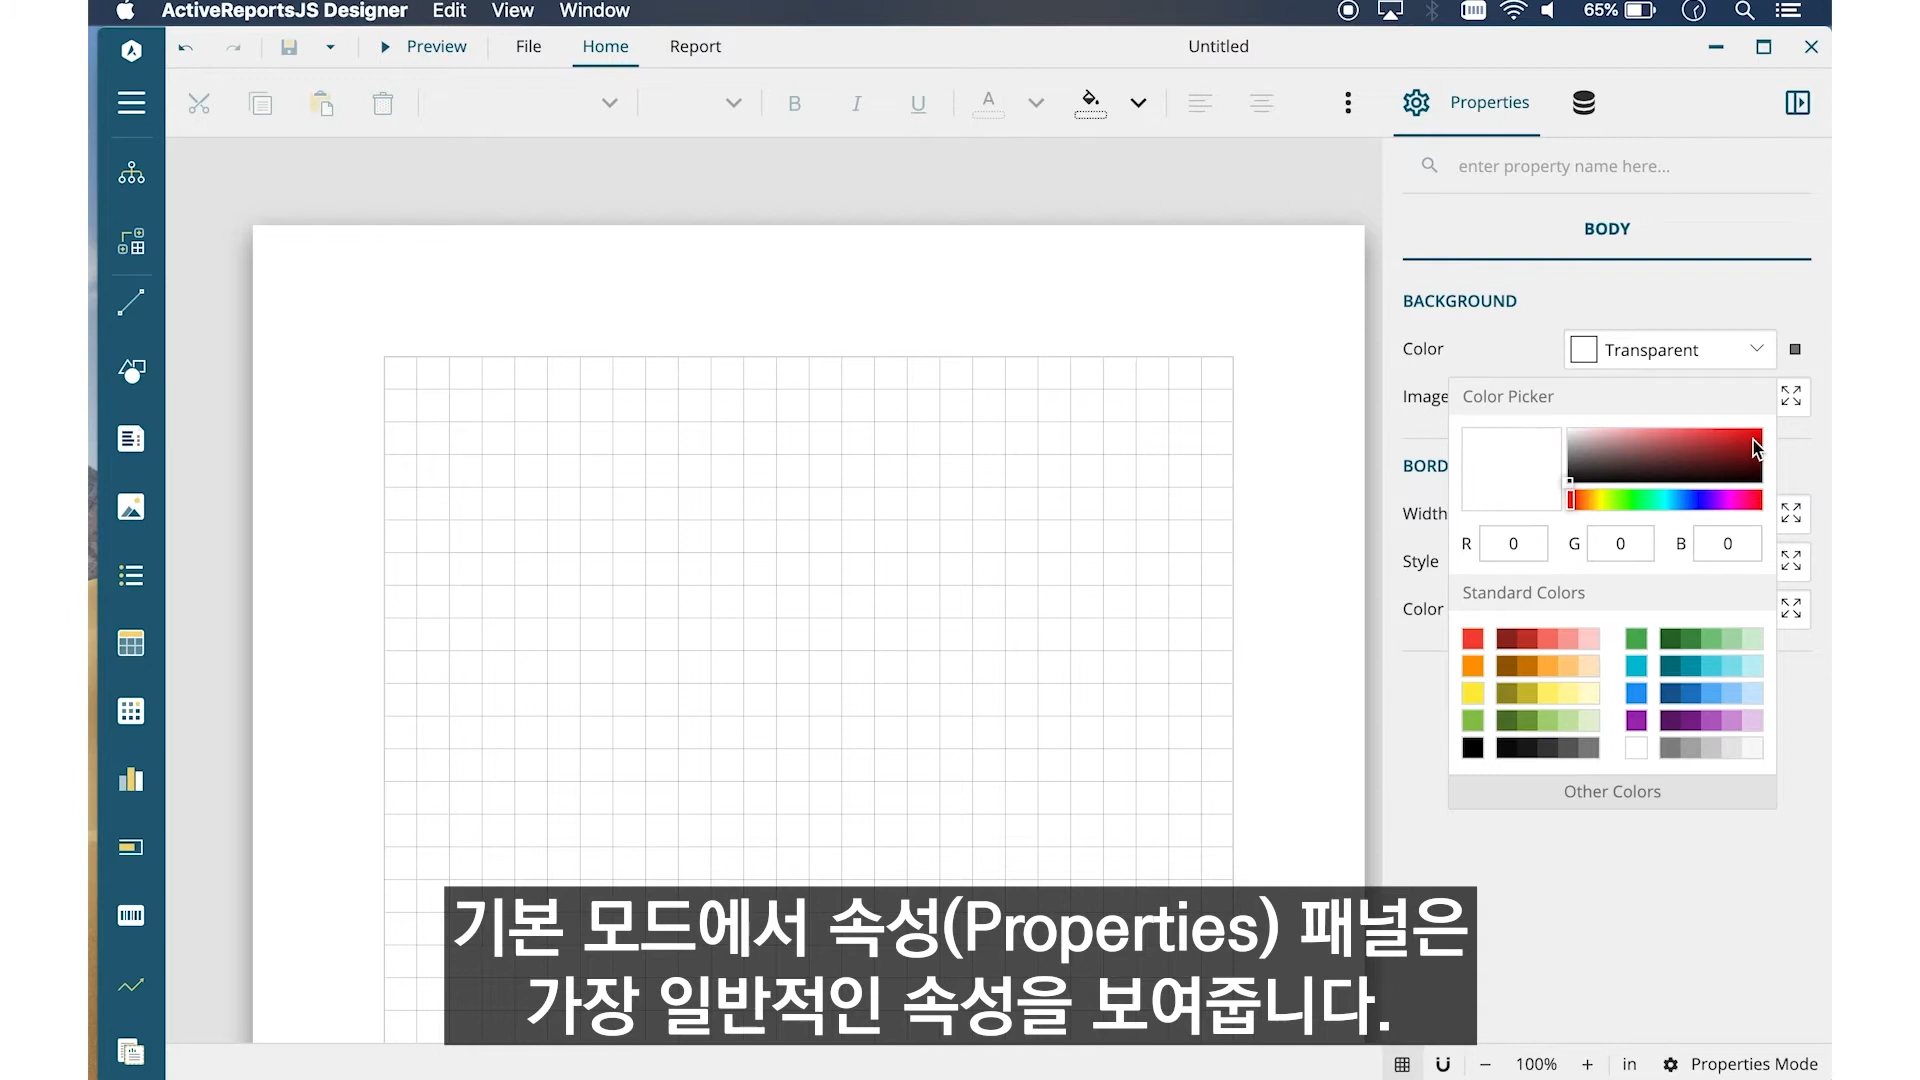 ActiveReportsJS Designer Edit View Window 65%
Preview File Home Report Untitled
B I U A Properties
enter property name here...
BODY
BACKGROUND
Color Transparent
Image Color Picker
BORD
Width
R 0 G 0 B 0
Style
Standard Colors
Color
Other Colors
기본 모드에서 속성(Properties) 패널은
가장 일반적인 속성을 보여줍니다.
100% in Properties Mode